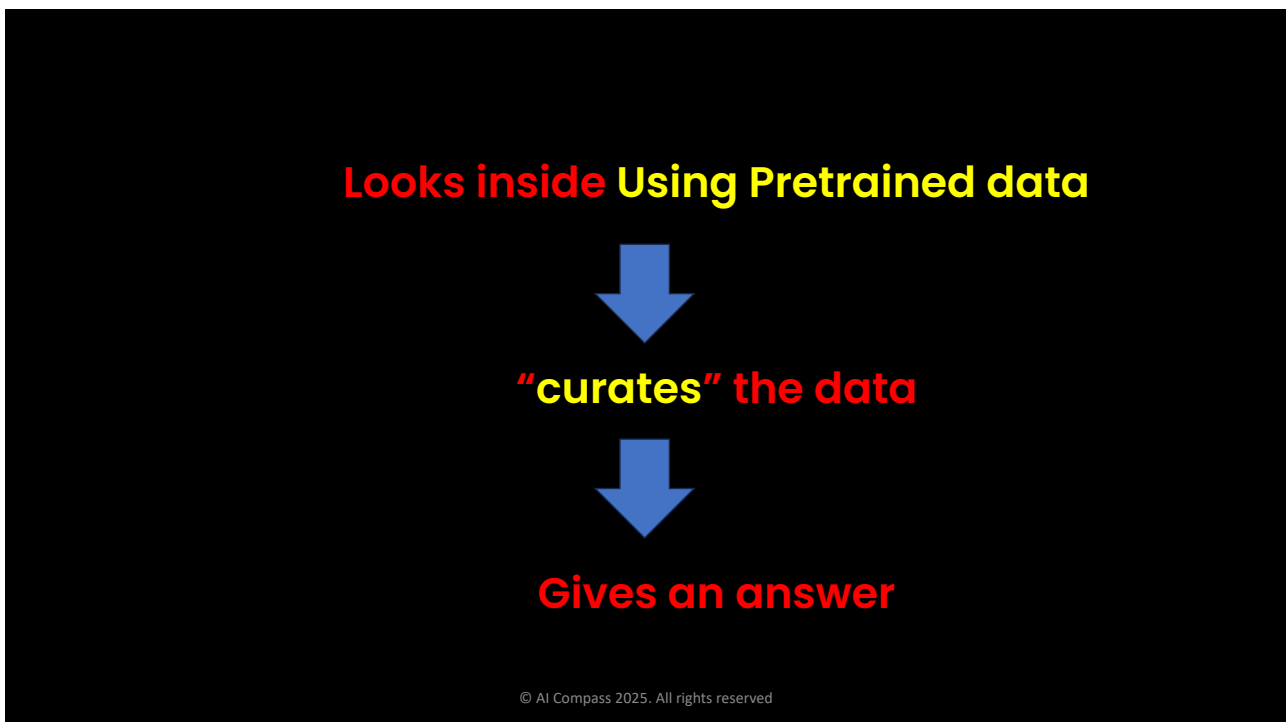 Looks inside Using Pretrained data
“curates” the data
Gives an answer
© AI Compass 2025. All rights reserved